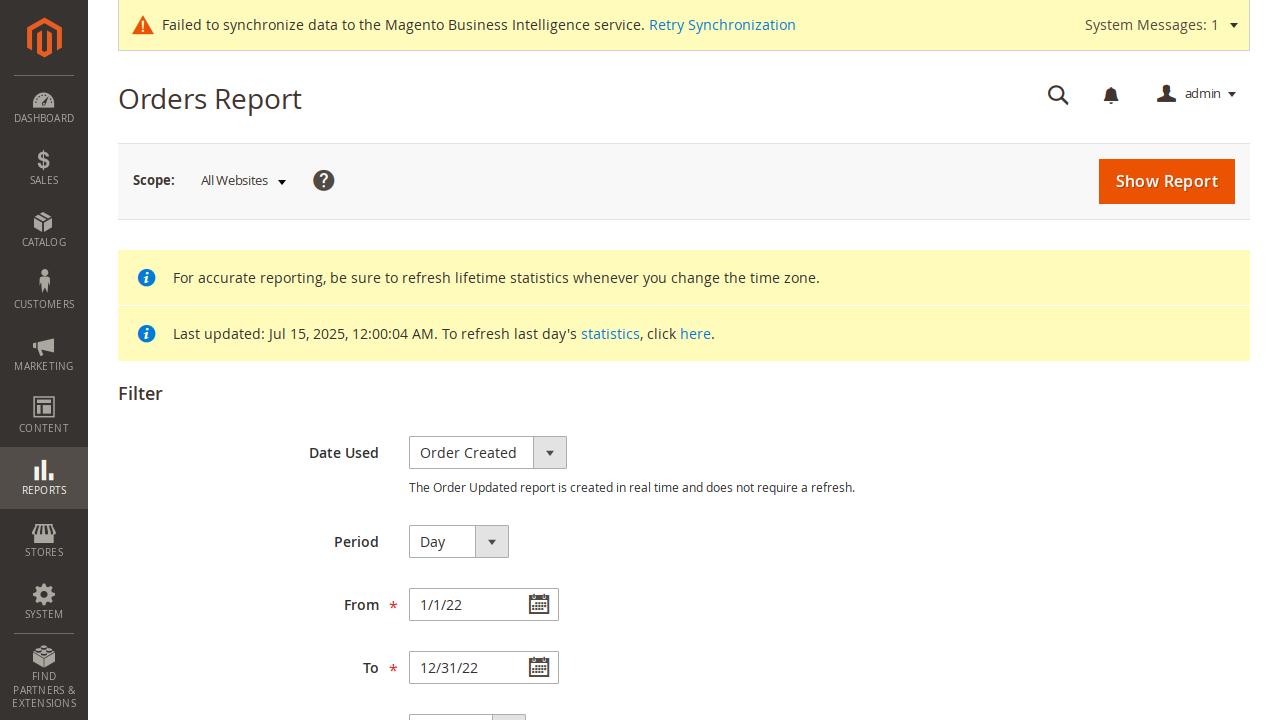 Failed to synchronize data to the Magento Business Intelligence service. Retry Synchronization
System Messages: 1
Orders Report
admin
DASHBOARD
SALES
CATALOG
CUSTOMERS
MARKETING
CONTENT
REPORTS
STORES
SYSTEM
FIND
PARTNERS &
EXTENSIONS
Scope: All Websites
Show Report
For accurate reporting, be sure to refresh lifetime statistics whenever you change the time zone.
Last updated: Jul 15, 2025, 12:00:04 AM. To refresh last day's statistics, click here.
Filter
Date Used Order Created
The Order Updated report is created in real time and does not require a refresh.
Period Day
From * 1/1/22
To * 12/31/22